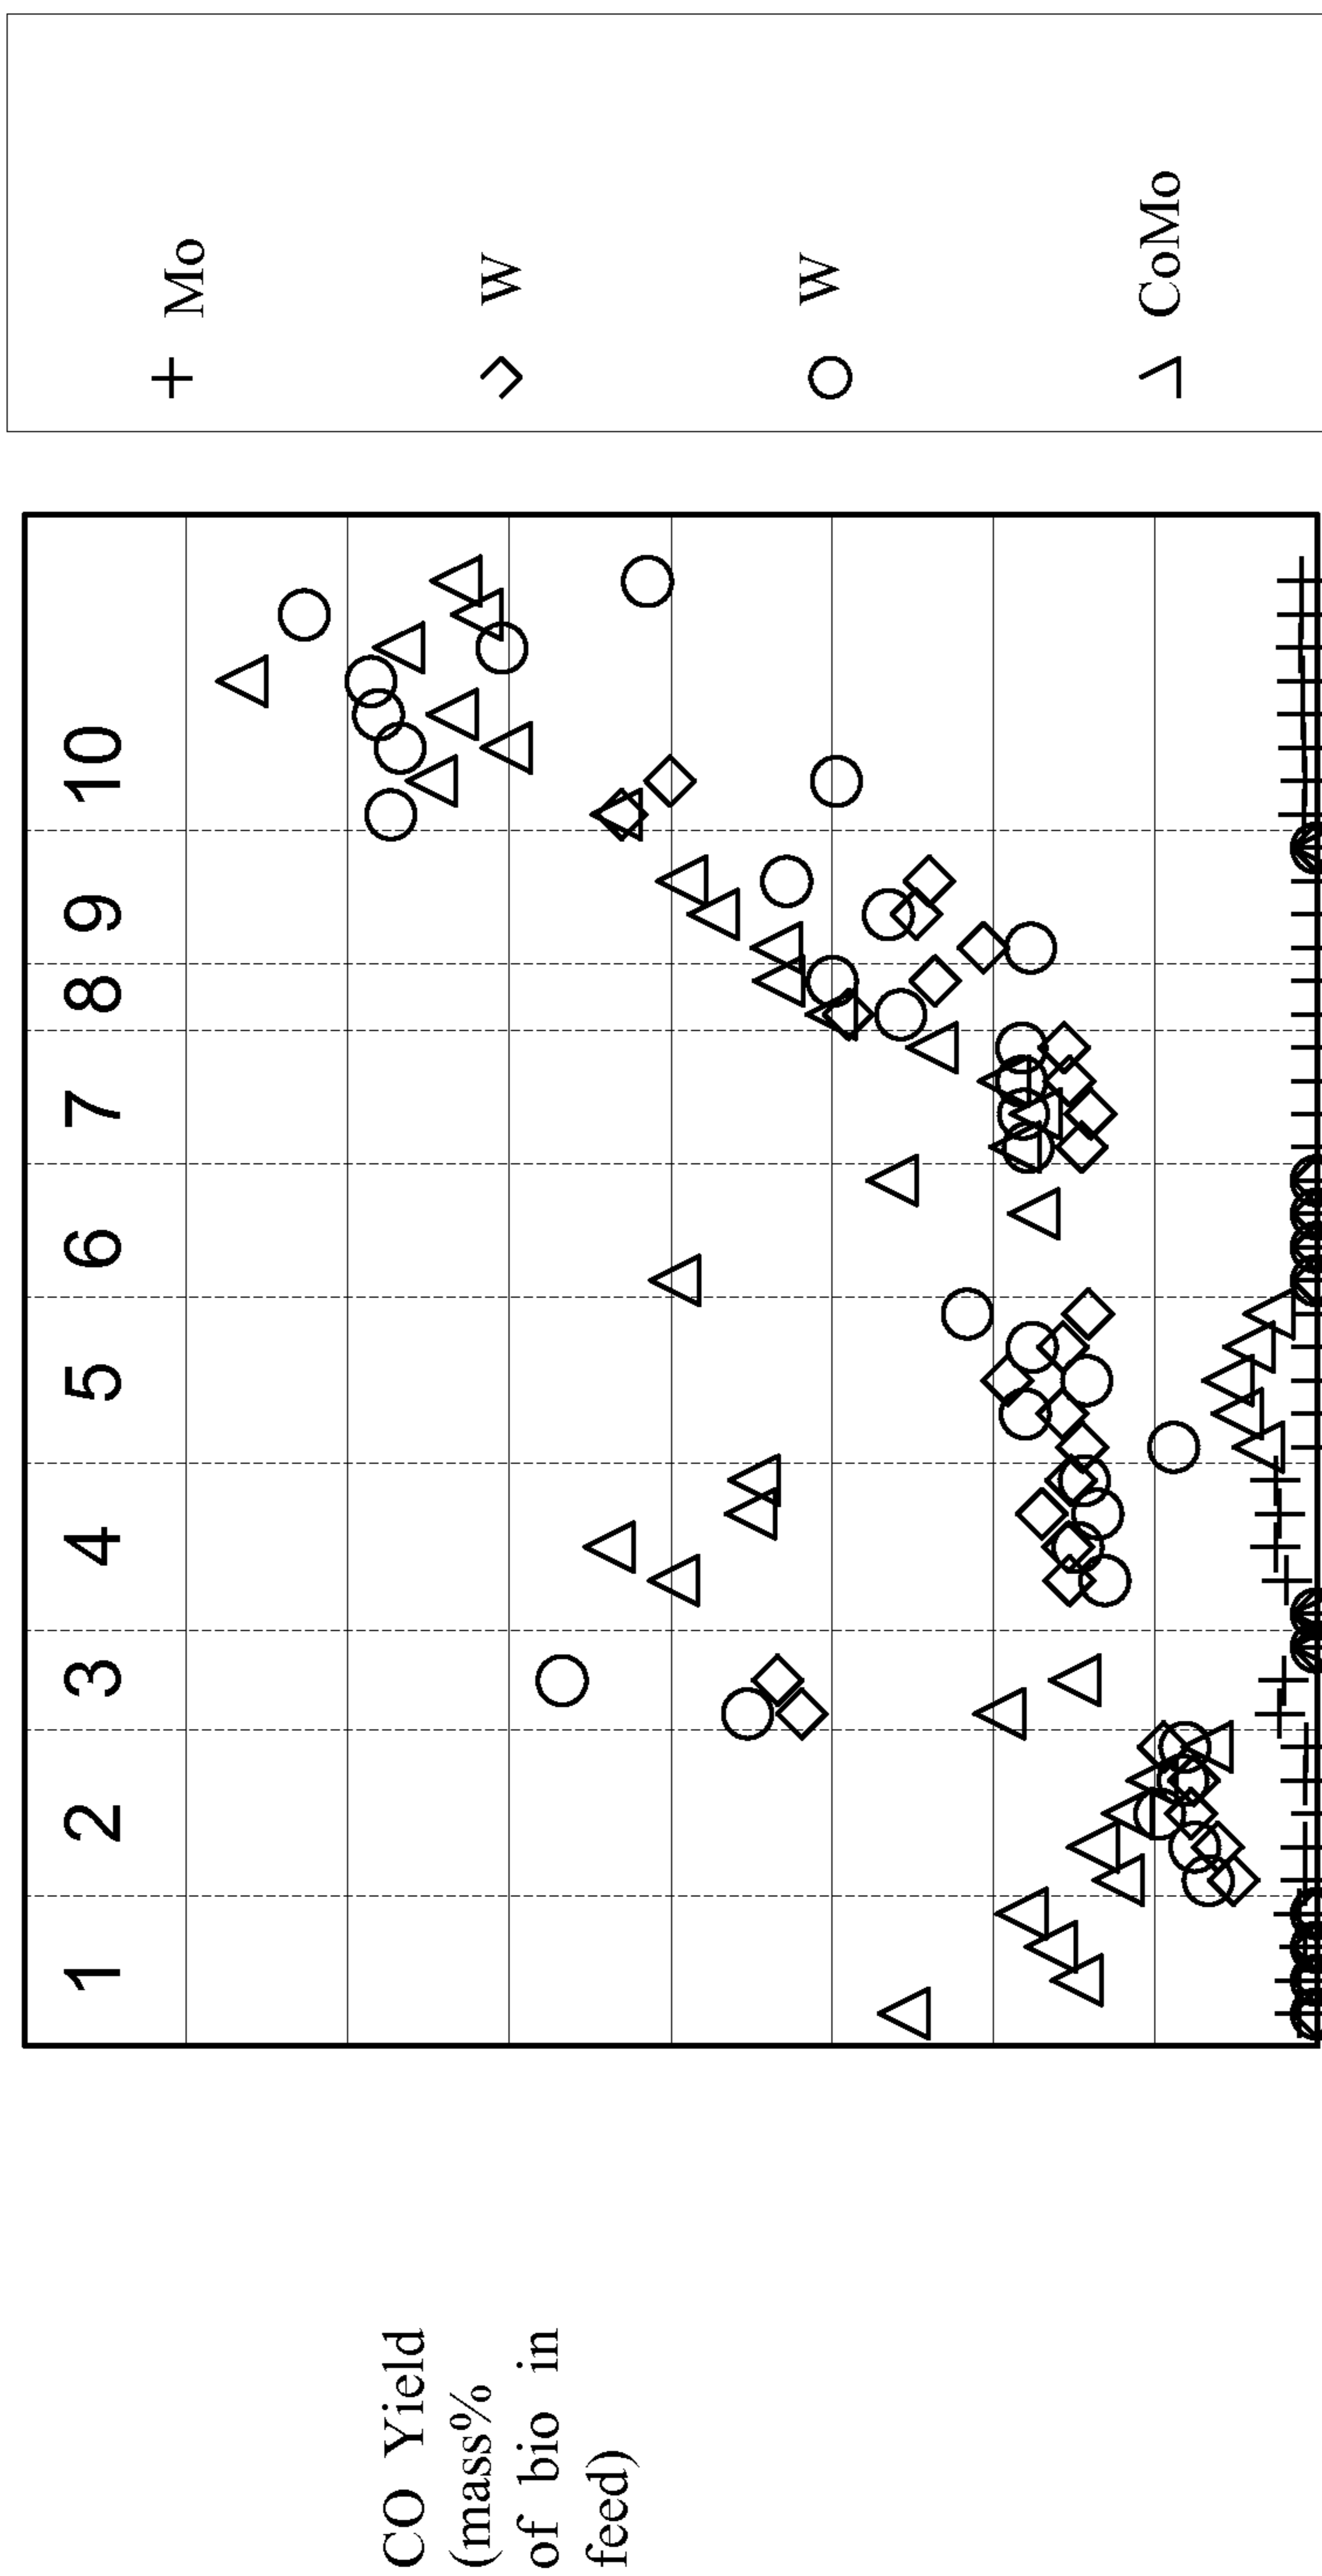 CO Yield
(mass%
of bio in
feed)
1 2 3 4 5 6 7 8 9 10
Mo
W
W
CoMo